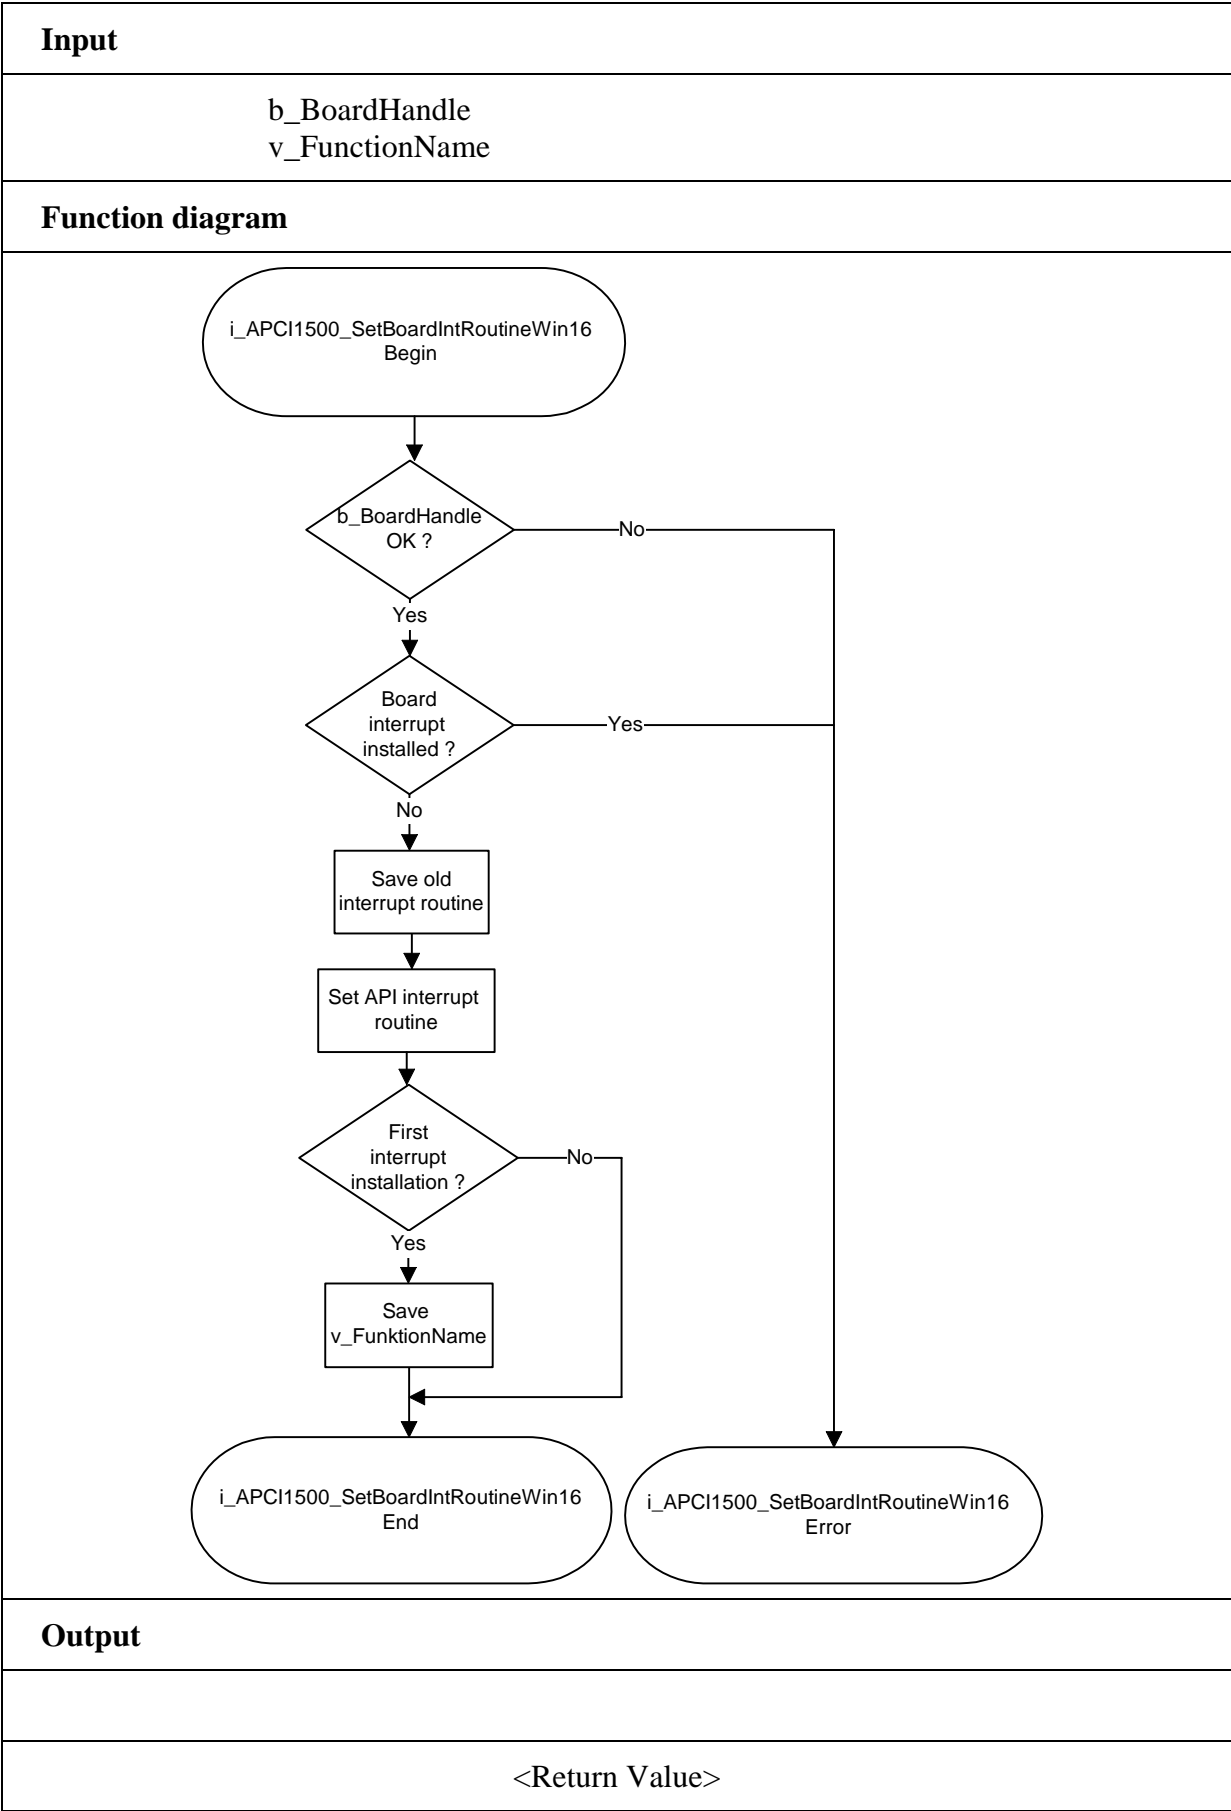 Input
b_BoardHandle
v_FunctionName
Function diagram
i_APCI1500_SetBoardIntRoutineWin16
Begin
b_BoardHandle
OK ?
No
Yes
Board
interrupt
installed ?
Yes
No
Save old
interrupt routine
Set API interrupt
routine
First
interrupt
installation ?
No
Yes
Save
v_FunktionName
i_APCI1500_SetBoardIntRoutineWin16
End
i_APCI1500_SetBoardIntRoutineWin16
Error
Output
<Return Value>